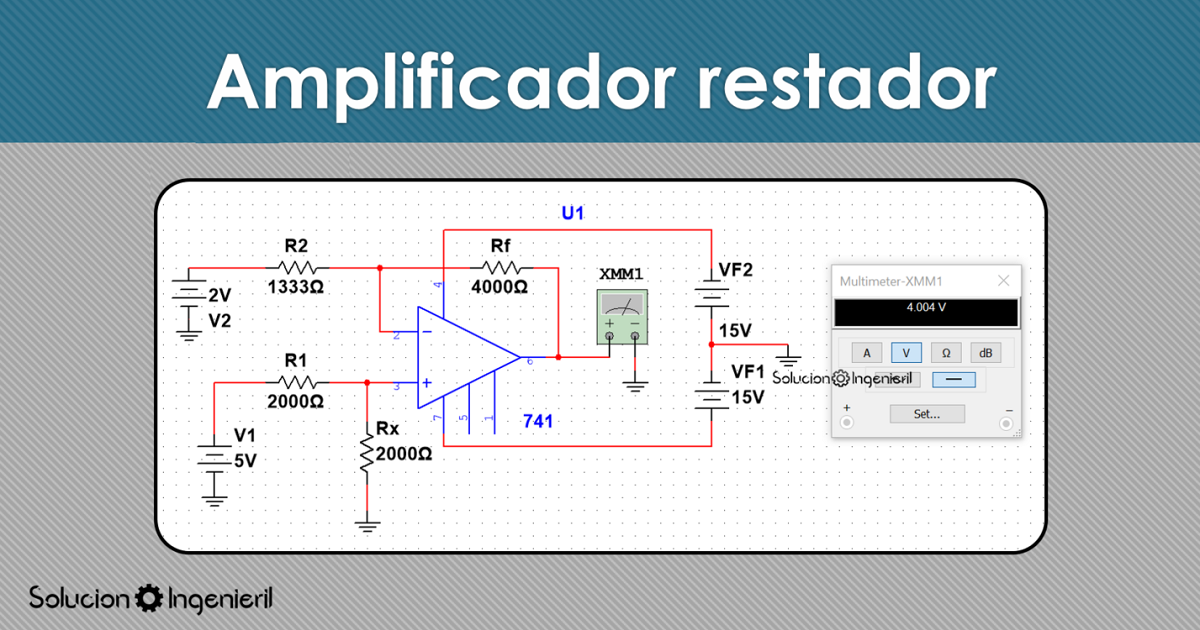 Amplificador restador
U1
R2
1333Ω
Rf
4000Ω
XMM1
+ −
VF2
15V
2V
V2
4
2
−
6
R1
2000Ω
3
+
7
5
1
741
VF1
15V
V1
5V
Rx
2000Ω
Multimeter-XMM1
4.004 V
A V Ω dB
Solucion Ingenieril
Set...
+ −
Solucion Ingenieril